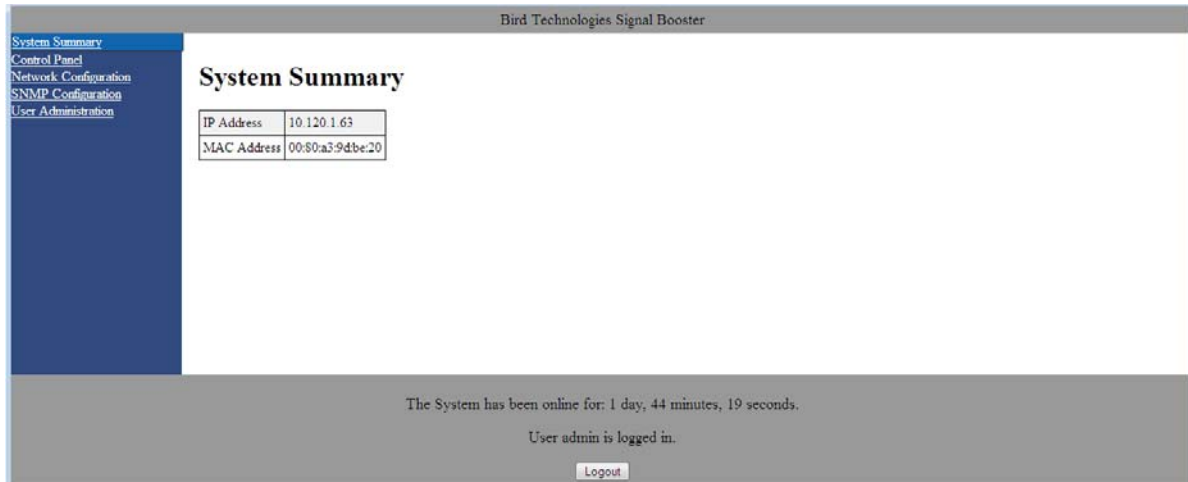 Bird Technologies Signal Booster
System Summary
Control Panel
Network Configuration
SNMP Configuration
User Administration
System Summary
IP Address 10.120.1.63
MAC Address 00:80:a3:9d:be:20
The System has been online for: 1 day, 44 minutes, 19 seconds.
User admin is logged in.
Logout